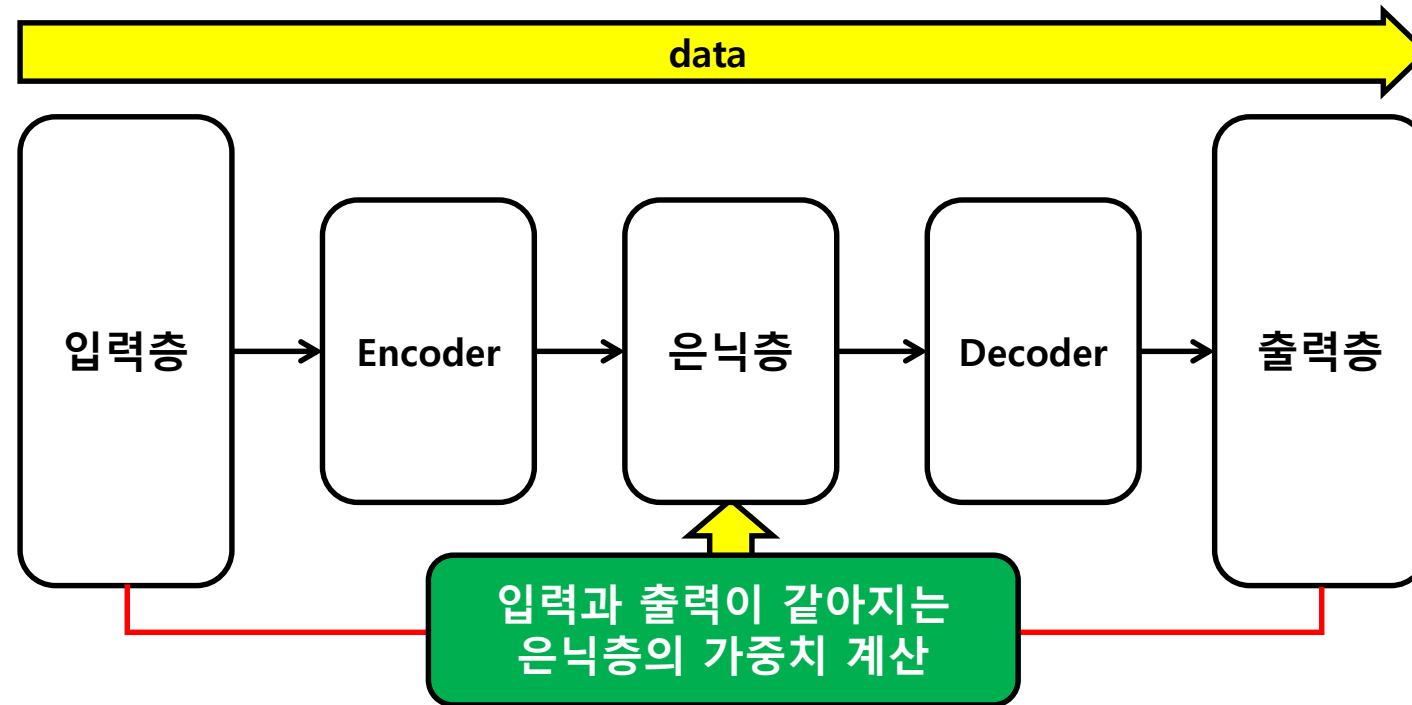 data
입력층
Encoder
은닉층
Decoder
출력층
입력과 출력이 같아지는
은닉층의 가중치 계산